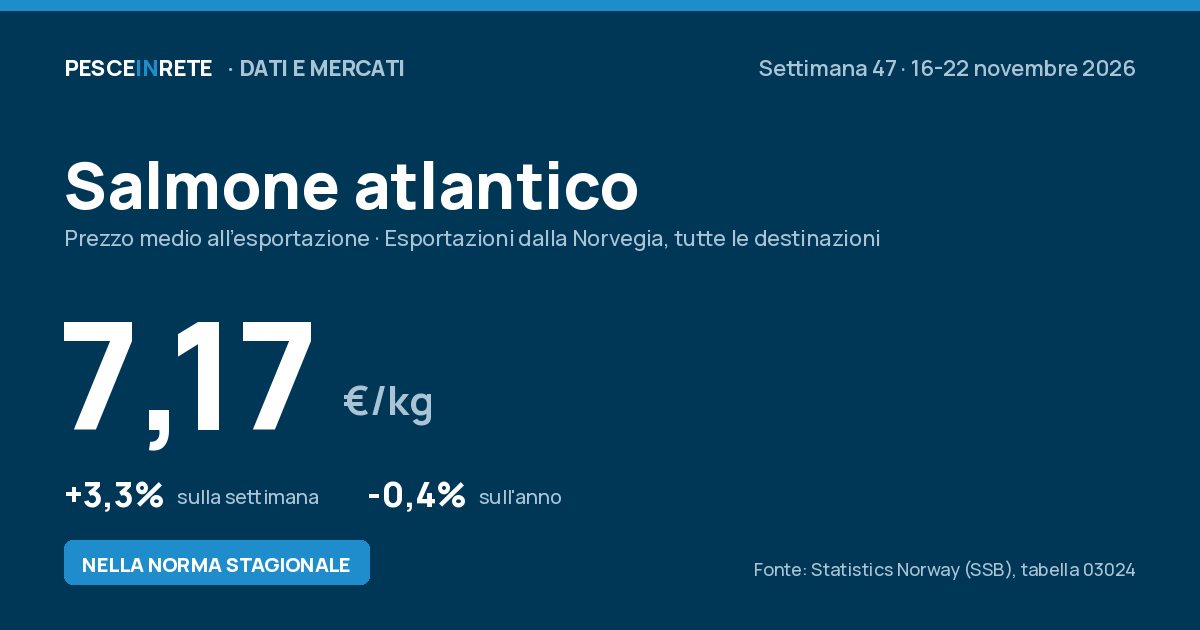 PESCEINRETE · DATI E MERCATI
Settimana 47 · 16-22 novembre 2026
Salmone atlantico
Prezzo medio all'esportazione · Esportazioni dalla Norvegia, tutte le destinazioni
7,17 €/kg
+3,3% sulla settimana -0,4% sull'anno
NELLA NORMA STAGIONALE
Fonte: Statistics Norway (SSB), tabella 03024